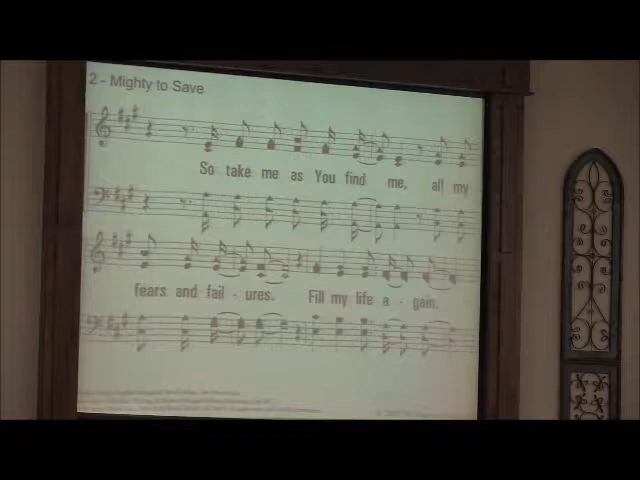 2 - Mighty to Save
So take me as You find me, all my
fears and fail - ures. Fill my life a - gain.